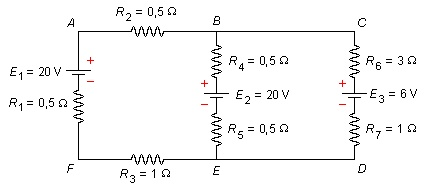 R2 = 0,5 Ω
A
B
C
+
E1 = 20 V
−
R1 = 0,5 Ω
R4 = 0,5 Ω
+
E2 = 20 V
−
R5 = 0,5 Ω
R6 = 3 Ω
+
E3 = 6 V
−
R7 = 1 Ω
F
R3 = 1 Ω
E
D